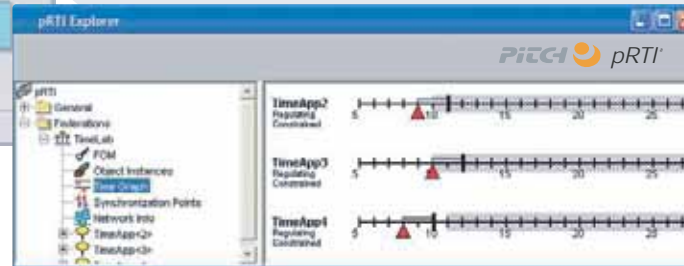 pRTI Explorer
PITCH pRTI
pRTI
General
Federations
TimeLab
FOM
Object Instances
Time Graph
Synchronization Points
Network Info
TimeApp<2>
TimeApp<3>
TimeApp2
Regulating
Constrained
5 10 15 20 25
TimeApp3
Regulating
Constrained
5 10 15 20 25
TimeApp4
Regulating
Constrained
5 10 15 20 25